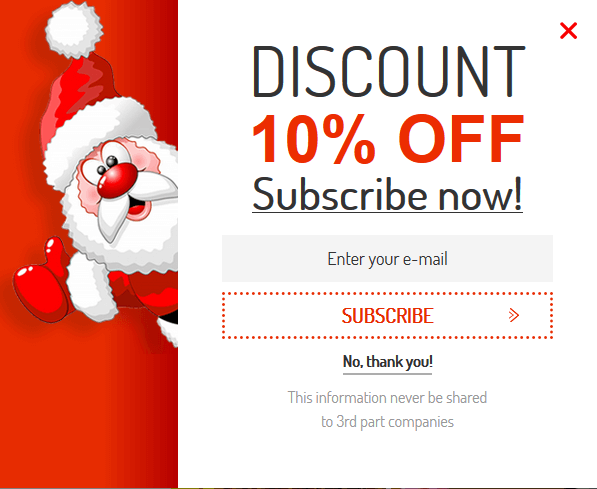 DISCOUNT
10% OFF
Subscribe now!
Enter your e-mail
SUBSCRIBE
No, thank you!
This information never be shared
to 3rd part companies